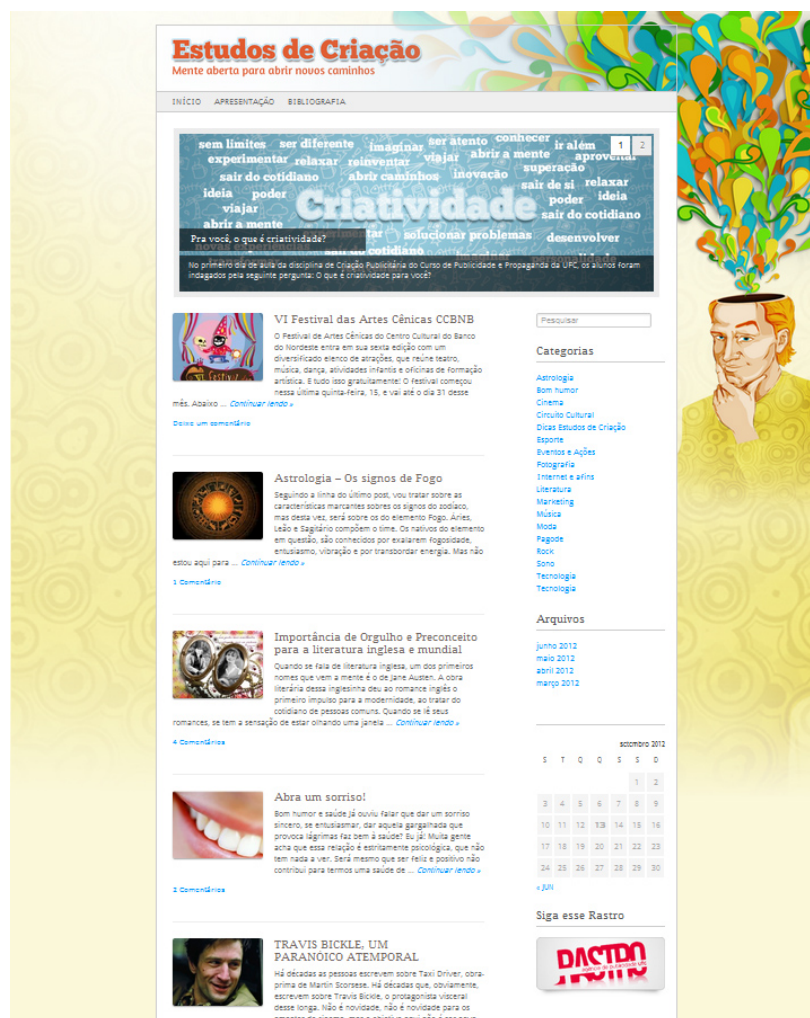 Estudos de Criação
Mente aberta para abrir novos caminhos
INÍCIO APRESENTAÇÃO BIBLIOGRAFIA
sem limites ser diferente imaginar ser atento conhecer ir além
experimentar relaxar reinventar viajar abrir a mente aproveitar
superação
sair do cotidiano abrir caminhos inovação sair de si relaxar
ideia poder Criatividade poder ideia
viajar sair do cotidiano
abrir a mente
solucionar problemas desenvolver
novas experiências sair do cotidiano imaginar personalidade
1 2
Pra você, o que é criatividade?
No primeiro dia de aula da disciplina de Criação Publicitária do Curso de Publicidade e Propaganda da UFC, os alunos foram
indagados pela seguinte pergunta: O que é criatividade para você?
VI Festival das Artes Cênicas CCBNB
O Festival de Artes Cênicas do Centro Cultural do Banco
do Nordeste entra em sua sexta edição com um
diversificado elenco de atrações, que reúne teatro,
música, dança, atividades infantis e oficinas de formação
artística. E tudo isso gratuitamente! O festival começou
nessa última quinta-feira, 15, e vai até o dia 31 desse
mês. Abaixo ... Continuar lendo »
Deixe um comentário
Astrologia – Os signos de Fogo
Seguindo a linha do último post, vou tratar sobre as
características marcantes sobres os signos do zodíaco,
mas desta vez, será sobre os do elemento Fogo. Áries,
Leão e Sagitário compõem o time. Os nativos do elemento
em questão, são conhecidos por exalarem fogosidade,
entusiasmo, vibração e por transbordar energia. Mas não
estou aqui para ... Continuar lendo »
1 Comentário
Importância de Orgulho e Preconceito
para a literatura inglesa e mundial
Quando se fala de literatura inglesa, um dos primeiros
nomes que vem a mente é o de Jane Austen. A obra
literária dessa inglesinha deu ao romance inglês o
primeiro impulso para a modernidade, ao tratar do
cotidiano de pessoas comuns. Quando se lê seus
romances, se tem a sensação de estar olhando uma janela ... Continuar lendo »
4 Comentários
Abra um sorriso!
Bom humor e saúde Já ouviu falar que dar um sorriso
sincero, se entusiasmar, dar aquela gargalhada que
provoca lágrimas faz bem à saúde? Eu já! Muita gente
acha que essa relação é estritamente psicológica, que não
tem nada a ver. Será mesmo que ser feliz e positivo não
contribui para termos uma saúde de ... Continuar lendo »
2 Comentários
TRAVIS BICKLE, UM
PARANÓICO ATEMPORAL
Há décadas as pessoas escrevem sobre Taxi Driver, obra-
prima de Martin Scorsese. Há décadas que, obviamente,
escrevem sobre Travis Bickle, o protagonista visceral
desse longa. Não é novidade, não é novidade para os
Pesquisar
Categorias
Astrologia
Bom humor
Cinema
Circuito Cultural
Dicas Estudos de Criação
Esporte
Eventos e Ações
Fotografia
Internet e afins
Literatura
Marketing
Música
Moda
Pagode
Rock
Sono
Tecnologia
Tecnologia
Arquivos
junho 2012
maio 2012
abril 2012
março 2012
setembro 2012
S T Q Q S S D
1 2
3 4 5 6 7 8 9
10 11 12 13 14 15 16
17 18 19 20 21 22 23
24 25 26 27 28 29 30
« JUN
Siga esse Rastro
RASTRO
agência de publicidade UFC